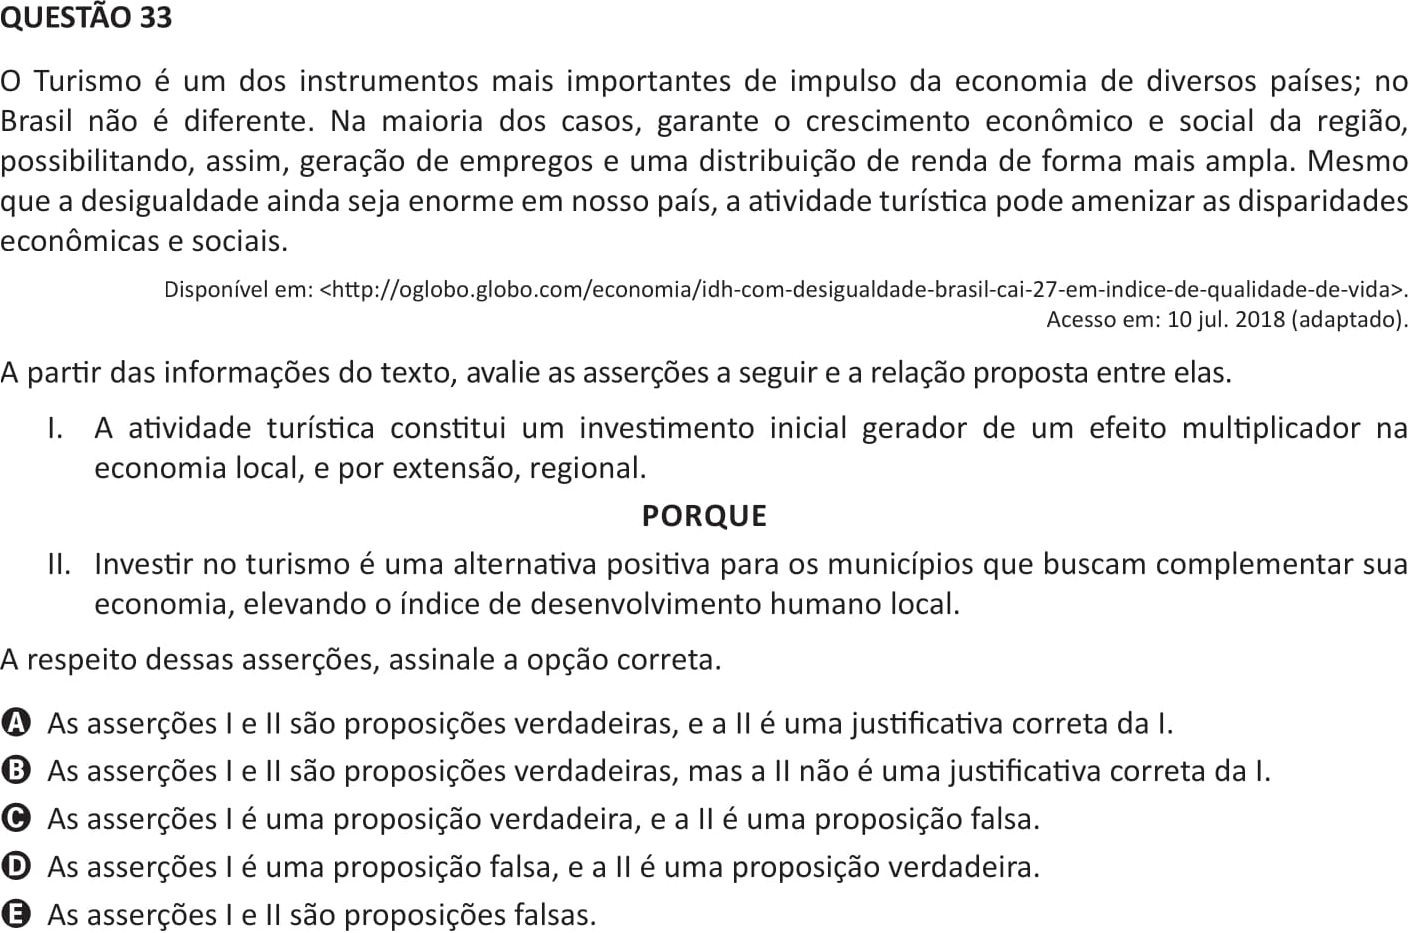 QUESTÃO 33
O Turismo é um dos instrumentos mais importantes de impulso da economia de diversos países; no
Brasil não é diferente. Na maioria dos casos, garante o crescimento econômico e social da região,
possibilitando, assim, geração de empregos e uma distribuição de renda de forma mais ampla. Mesmo
que a desigualdade ainda seja enorme em nosso país, a atividade turística pode amenizar as disparidades
econômicas e sociais.
Disponível em: <http://oglobo.globo.com/economia/idh-com-desigualdade-brasil-cai-27-em-indice-de-qualidade-de-vida>.
Acesso em: 10 jul. 2018 (adaptado).
A partir das informações do texto, avalie as asserções a seguir e a relação proposta entre elas.
I. A atividade turística constitui um investimento inicial gerador de um efeito multiplicador na
economia local, e por extensão, regional.
PORQUE
II. Investir no turismo é uma alternativa positiva para os municípios que buscam complementar sua
economia, elevando o índice de desenvolvimento humano local.
A respeito dessas asserções, assinale a opção correta.
A As asserções I e II são proposições verdadeiras, e a II é uma justificativa correta da I.
B As asserções I e II são proposições verdadeiras, mas a II não é uma justificativa correta da I.
C As asserções I é uma proposição verdadeira, e a II é uma proposição falsa.
D As asserções I é uma proposição falsa, e a II é uma proposição verdadeira.
E As asserções I e II são proposições falsas.